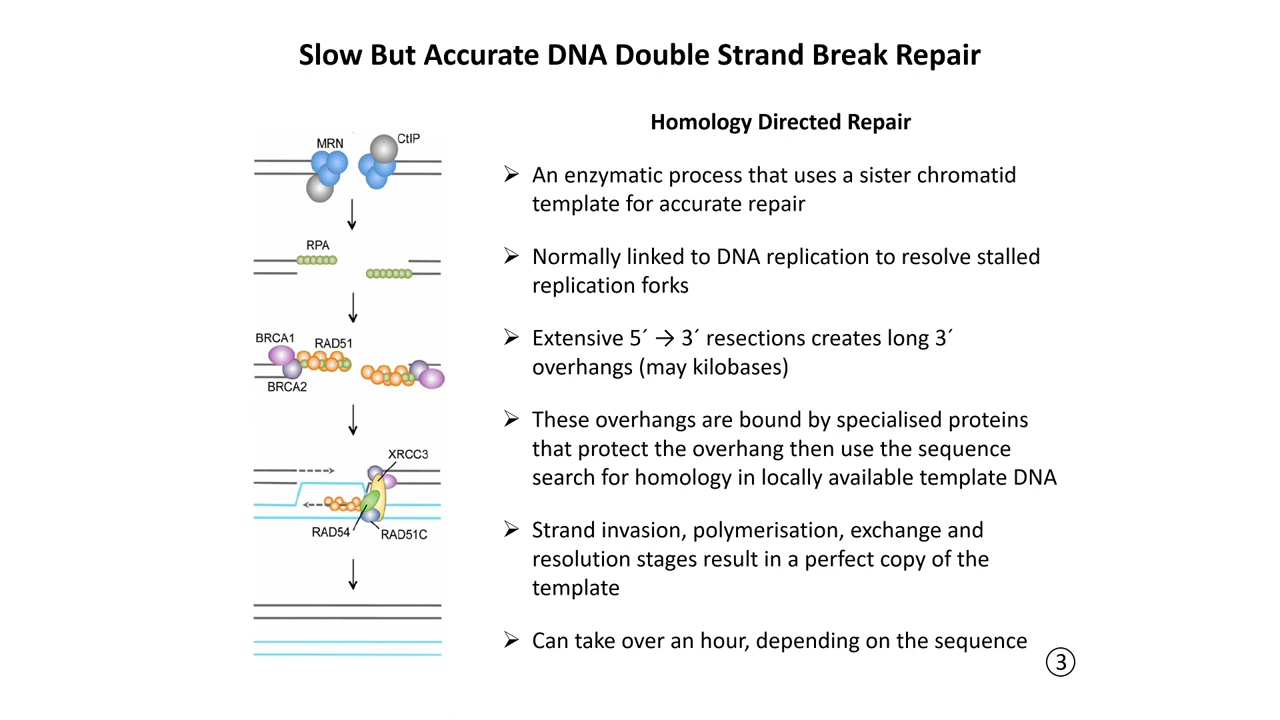 Slow But Accurate DNA Double Strand Break Repair
MRN
CtIP
RPA
BRCA1
RAD51
BRCA2
XRCC3
RAD54
RAD51C
Homology Directed Repair
➢ An enzymatic process that uses a sister chromatid
template for accurate repair
➢ Normally linked to DNA replication to resolve stalled
replication forks
➢ Extensive 5´ → 3´ resections creates long 3´
overhangs (may kilobases)
➢ These overhangs are bound by specialised proteins
that protect the overhang then use the sequence
search for homology in locally available template DNA
➢ Strand invasion, polymerisation, exchange and
resolution stages result in a perfect copy of the
template
➢ Can take over an hour, depending on the sequence
③